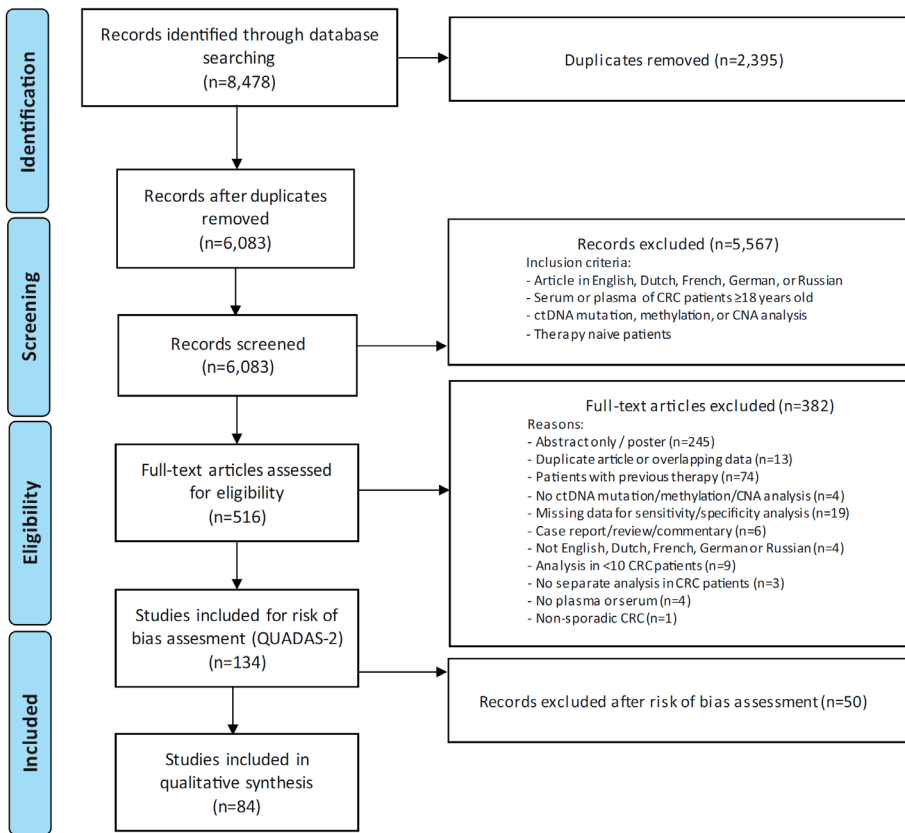 Identification
Records identified through database
searching
(n=8,478)
Duplicates removed (n=2,395)
Records after duplicates
removed
(n=6,083)
Screening
Records excluded (n=5,567)
Inclusion criteria:
- Article in English, Dutch, French, German, or Russian
- Serum or plasma of CRC patients ≥18 years old
- ctDNA mutation, methylation, or CNA analysis
- Therapy naive patients
Records screened
(n=6,083)
Eligibility
Full-text articles assessed
for eligibility
(n=516)
Full-text articles excluded (n=382)
Reasons:
- Abstract only / poster (n=245)
- Duplicate article or overlapping data (n=13)
- Patients with previous therapy (n=74)
- No ctDNA mutation/methylation/CNA analysis (n=4)
- Missing data for sensitivity/specificity analysis (n=19)
- Case report/review/commentary (n=6)
- Not English, Dutch, French, German or Russian (n=4)
- Analysis in <10 CRC patients (n=9)
- No separate analysis in CRC patients (n=3)
- No plasma or serum (n=4)
- Non-sporadic CRC (n=1)
Studies included for risk of
bias assesment (QUADAS-2)
(n=134)
Included
Records excluded after risk of bias assessment (n=50)
Studies included in
qualitative synthesis
(n=84)